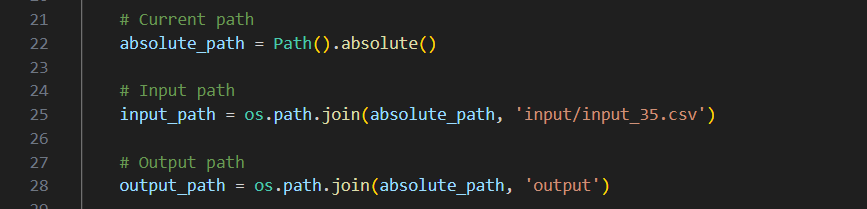 21 # Current path
22 absolute_path = Path().absolute()
23
24 # Input path
25 input_path = os.path.join(absolute_path, 'input/input_35.csv')
26
27 # Output path
28 output_path = os.path.join(absolute_path, 'output')